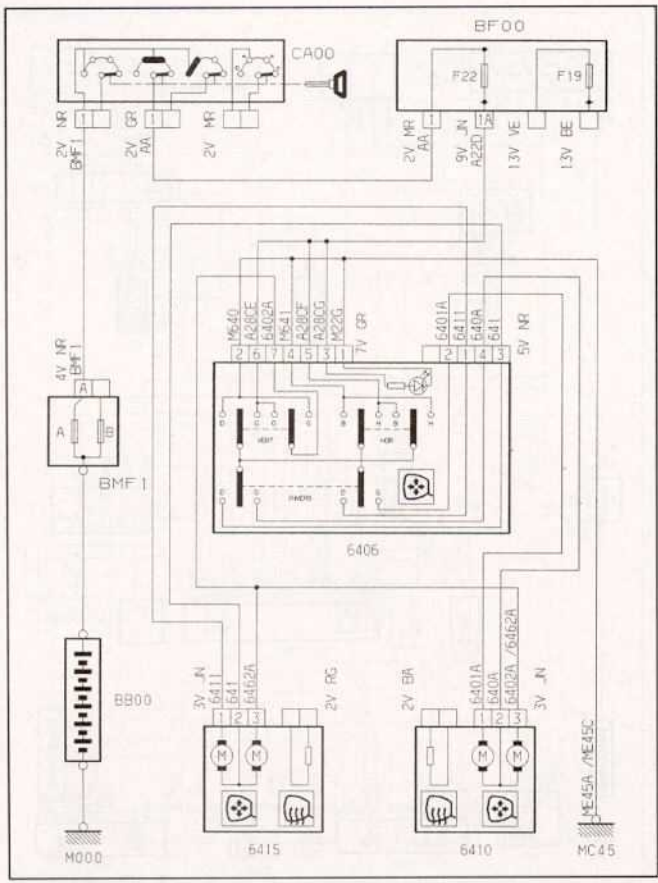 CA00
BF00
F22
F19
1
1
1
1A
2V NR
BMF1
2V GR
AA
2V MR
2V MR
AA
9V JN
A22D
13V VE
13V BE
M640
A28CE
6402A
M641
A28CF
A28CG
M22G
7V GR
6401A
6411
640A
641
5V NR
2 6 7 4 5 3 1
2 1 4 3
4V NR
BMF1
A
A
B
BMF1
VERT
HOR
INVERS
6406
BB00
M000
3V JN
6411
641
6462A
2V RG
2V BA
6401A
640A
6402A /6462A
3V JN
1 2 3
1 2 3
M
M
M
M
6415
6410
ME45A /ME45C
MC45